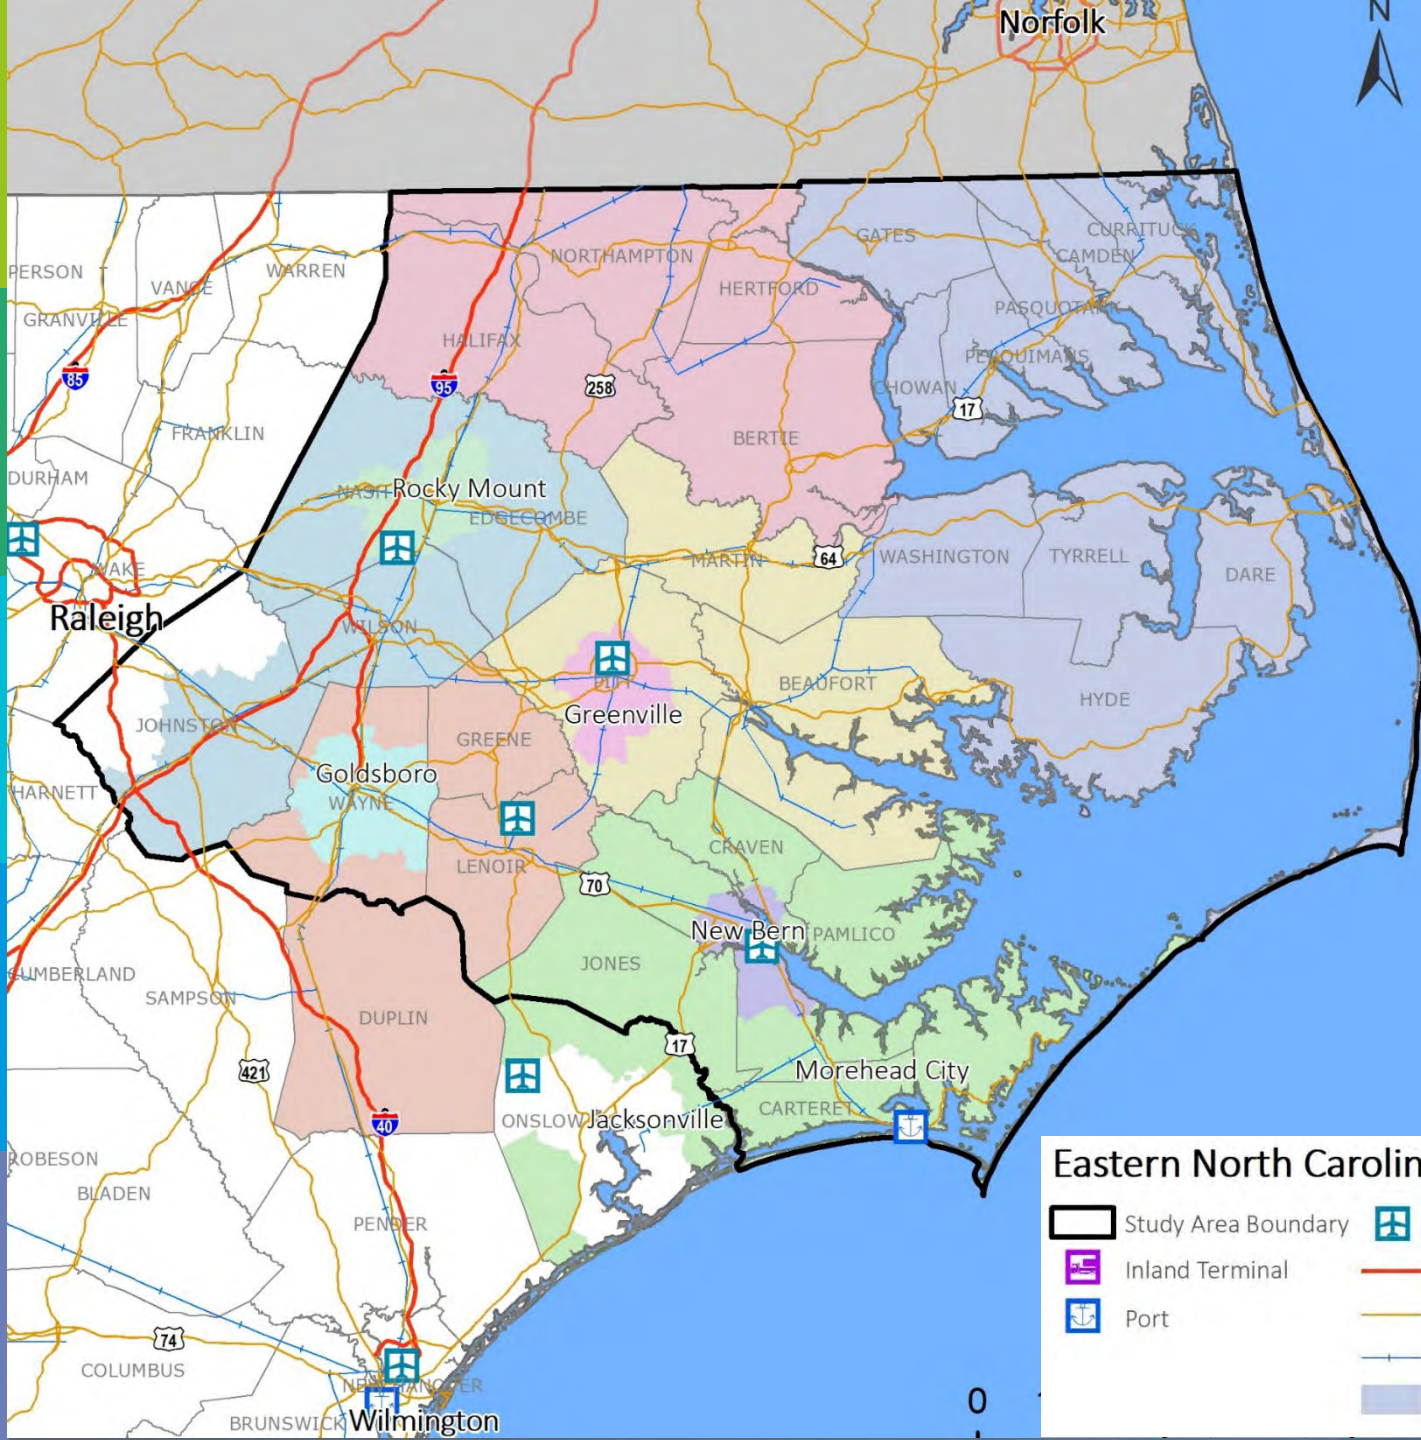 Norfolk
N
GATES
CURRITUCK
CAMDEN
NORTHAMPTON
PERSON
VANCE
WARREN
HERTFORD
PASQUOTANK
GRANVILLE
HALIFAX
PERQUIMANS
85
95
258
CHOWAN
17
FRANKLIN
BERTIE
DURHAM
NASH
Rocky Mount
EDGECOMBE
WAKE
MARTIN
64
WASHINGTON
TYRRELL
DARE
Raleigh
WILSON
PITT
BEAUFORT
HYDE
JOHNSTON
Greenville
GREENE
Goldsboro
HARNETT
WAYNE
CRAVEN
LENOIR
70
New Bern
PAMLICO
JONES
CUMBERLAND
SAMPSON
DUPLIN
17
421
Morehead City
CARTERET
40
ONSLOW
Jacksonville
ROBESON
BLADEN
PENDER
Eastern North Carolin
Study Area Boundary
Inland Terminal
Port
74
COLUMBUS
NEW HANOVER
BRUNSWICK
Wilmington
0